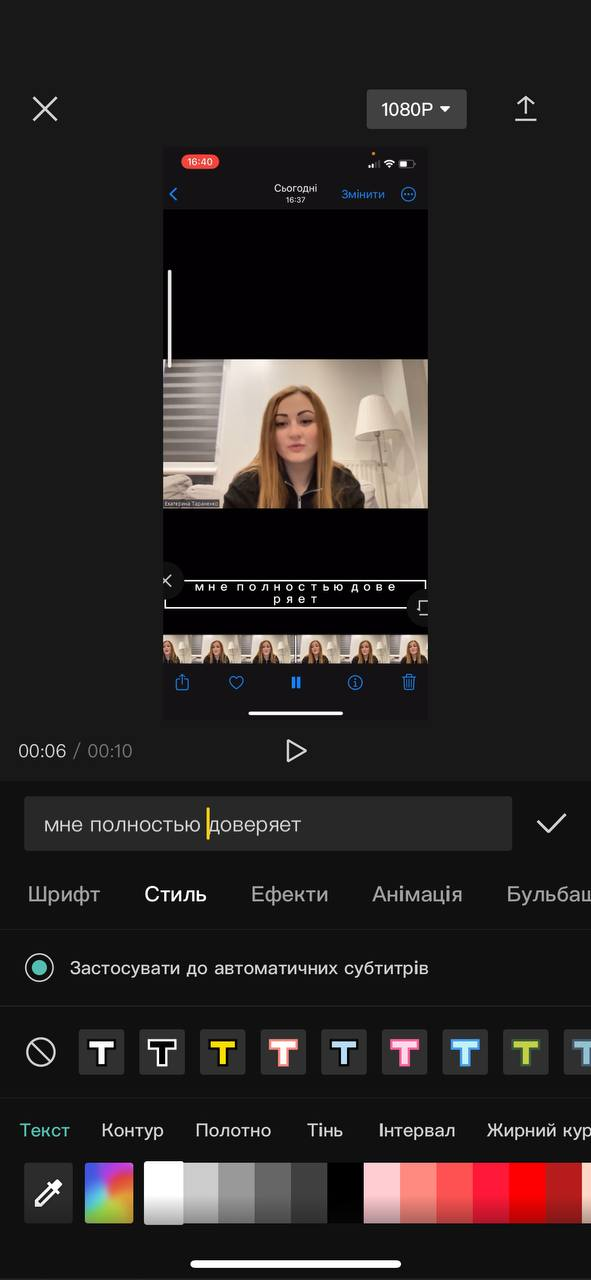 1080P
16:40
Сьогодні
16:37
Змінити
Екатерина Тараненко
мне полностью дове
ряет
00:06 / 00:10
мне полностью доверяет
Шрифт Стиль Ефекти Анімація Бульбаш
Застосувати до автоматичних субтитрів
T T T T T T T T T
Текст Контур Полотно Тінь Інтервал Жирний кур